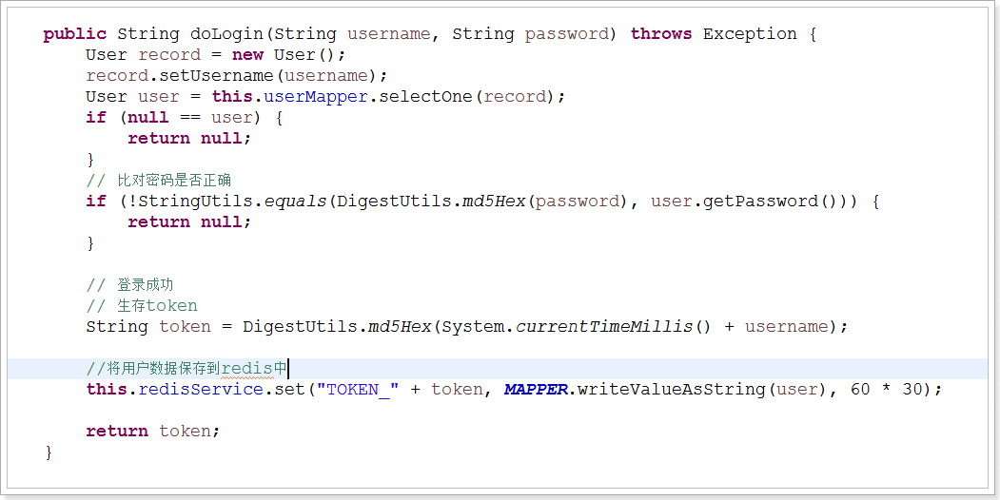 public String doLogin(String username, String password) throws Exception {
    User record = new User();
    record.setUsername(username);
    User user = this.userMapper.selectOne(record);
    if (null == user) {
        return null;
    }
    // 比对密码是否正确
    if (!StringUtils.equals(DigestUtils.md5Hex(password), user.getPassword())) {
        return null;
    }
    // 登录成功
    // 生存token
    String token = DigestUtils.md5Hex(System.currentTimeMillis() + username);
    //将用户数据保存到redis中
    this.redisService.set("TOKEN_" + token, MAPPER.writeValueAsString(user), 60 * 30);
    return token;
}